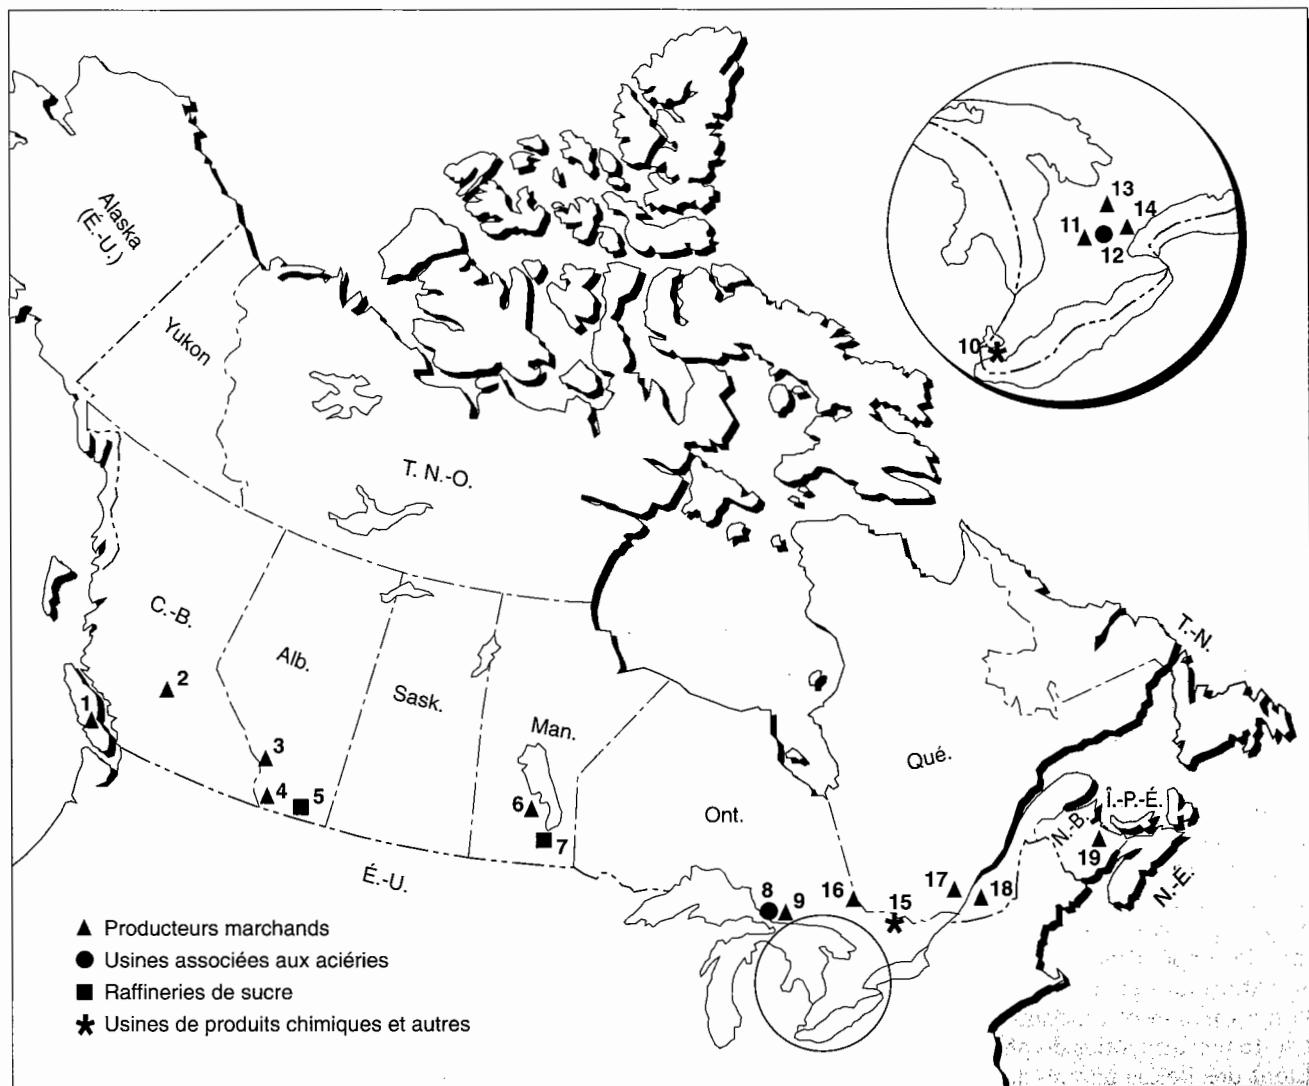 Alaska
(É.-U.)
Yukon
T. N.-O.
C.-B.
Alb.
Sask.
Man.
Ont.
Qué.
T.-N.
Î.-P.-É.
N.-B.
N.-É.
É.-U.
1
2
3
4
5
6
7
8
9
16
15
17
18
19
13
14
11
12
10
▲ Producteurs marchands
● Usines associées aux aciéries
■ Raffineries de sucre
* Usines de produits chimiques et autres